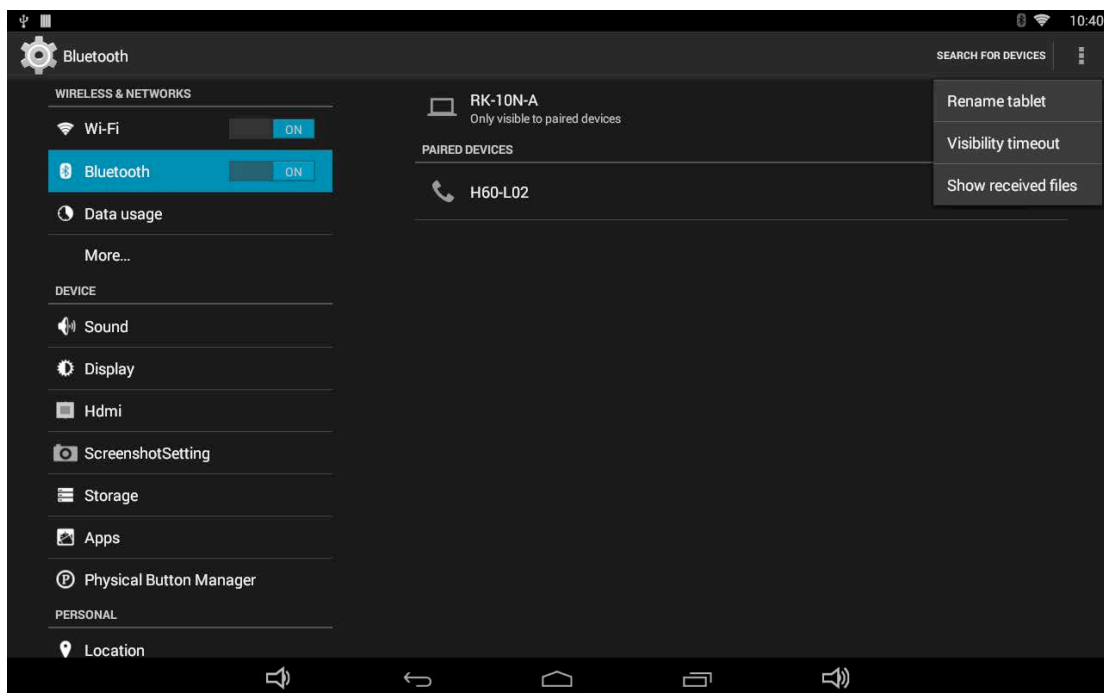 10:40
Bluetooth
SEARCH FOR DEVICES
WIRELESS & NETWORKS
Wi-Fi
ON
Bluetooth
ON
Data usage
More...
DEVICE
Sound
Display
Hdmi
ScreenshotSetting
Storage
Apps
Physical Button Manager
PERSONAL
Location
RK-10N-A
Only visible to paired devices
PAIRED DEVICES
H60-L02
Rename tablet
Visibility timeout
Show received files